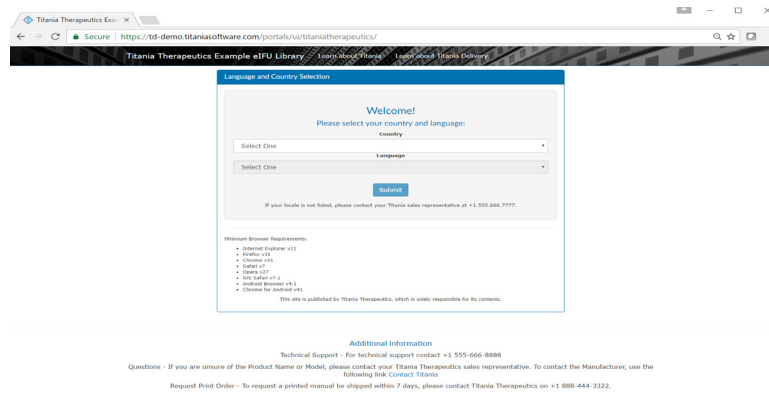 Titania Therapeutics Exa
Secure | https://td-demo.titaniasoftware.com/portals/ui/titaniatherapeutics/
Titania Therapeutics Example eIFU Library Learn about Titania Learn about Titania Delivery
Language and Country Selection
Welcome!
Please select your country and language:
Country
Select One
Language
Select One
Submit
If your locale is not listed, please contact your Titania sales representative at +1.555.666.7777.
Minimum Browser Requirements:
• Internet Explorer v11
• Firefox v31
• Chrome v31
• Safari v7
• Opera v27
• IOS Safari v7.1
• Android Browser v4.1
• Chrome for Android v41
This site is published by Titania Therapeutics, which is solely responsible for its contents.
Additional Information
Technical Support - For technical support contact +1 555-666-8888
Questions - If you are unsure of the Product Name or Model, please contact your Titania Therapeutics sales representative. To contact the Manufacturer, use the
following link Contact Titania
Request Print Order - To request a printed manual be shipped within 7 days, please contact Titania Therapeutics on +1 888-444-3322.